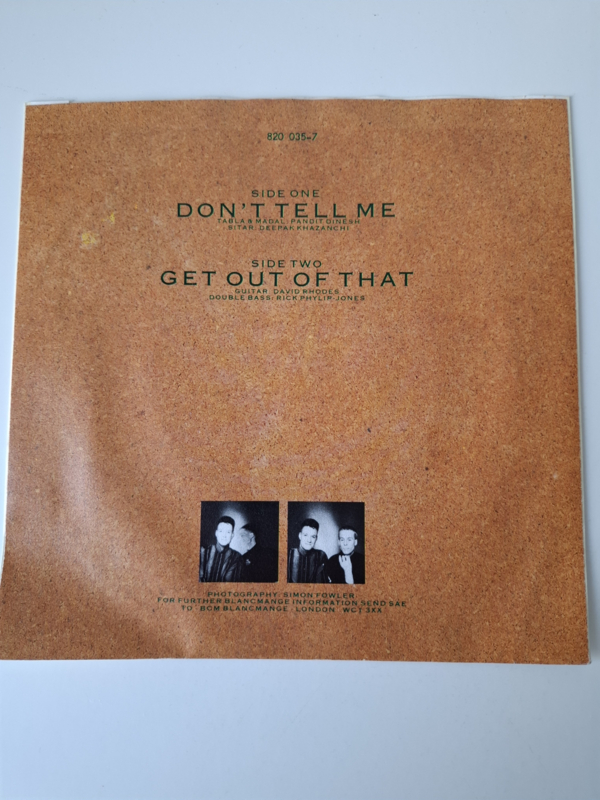 820 035-7
SIDE ONE
DON'T TELL ME
TABLA & MADAL: PANDIT DINESH
SITAR: DEEPAK KHAZANCHI
SIDE TWO
GET OUT OF THAT
GUITAR: DAVID RHODES
DOUBLE BASS: RICK PHYLIP-JONES
PHOTOGRAPHY: SIMON FOWLER
FOR FURTHER BLANCMANGE INFORMATION SEND SAE
TO · BCM BLANCMANGE · LONDON · WC1 3XX